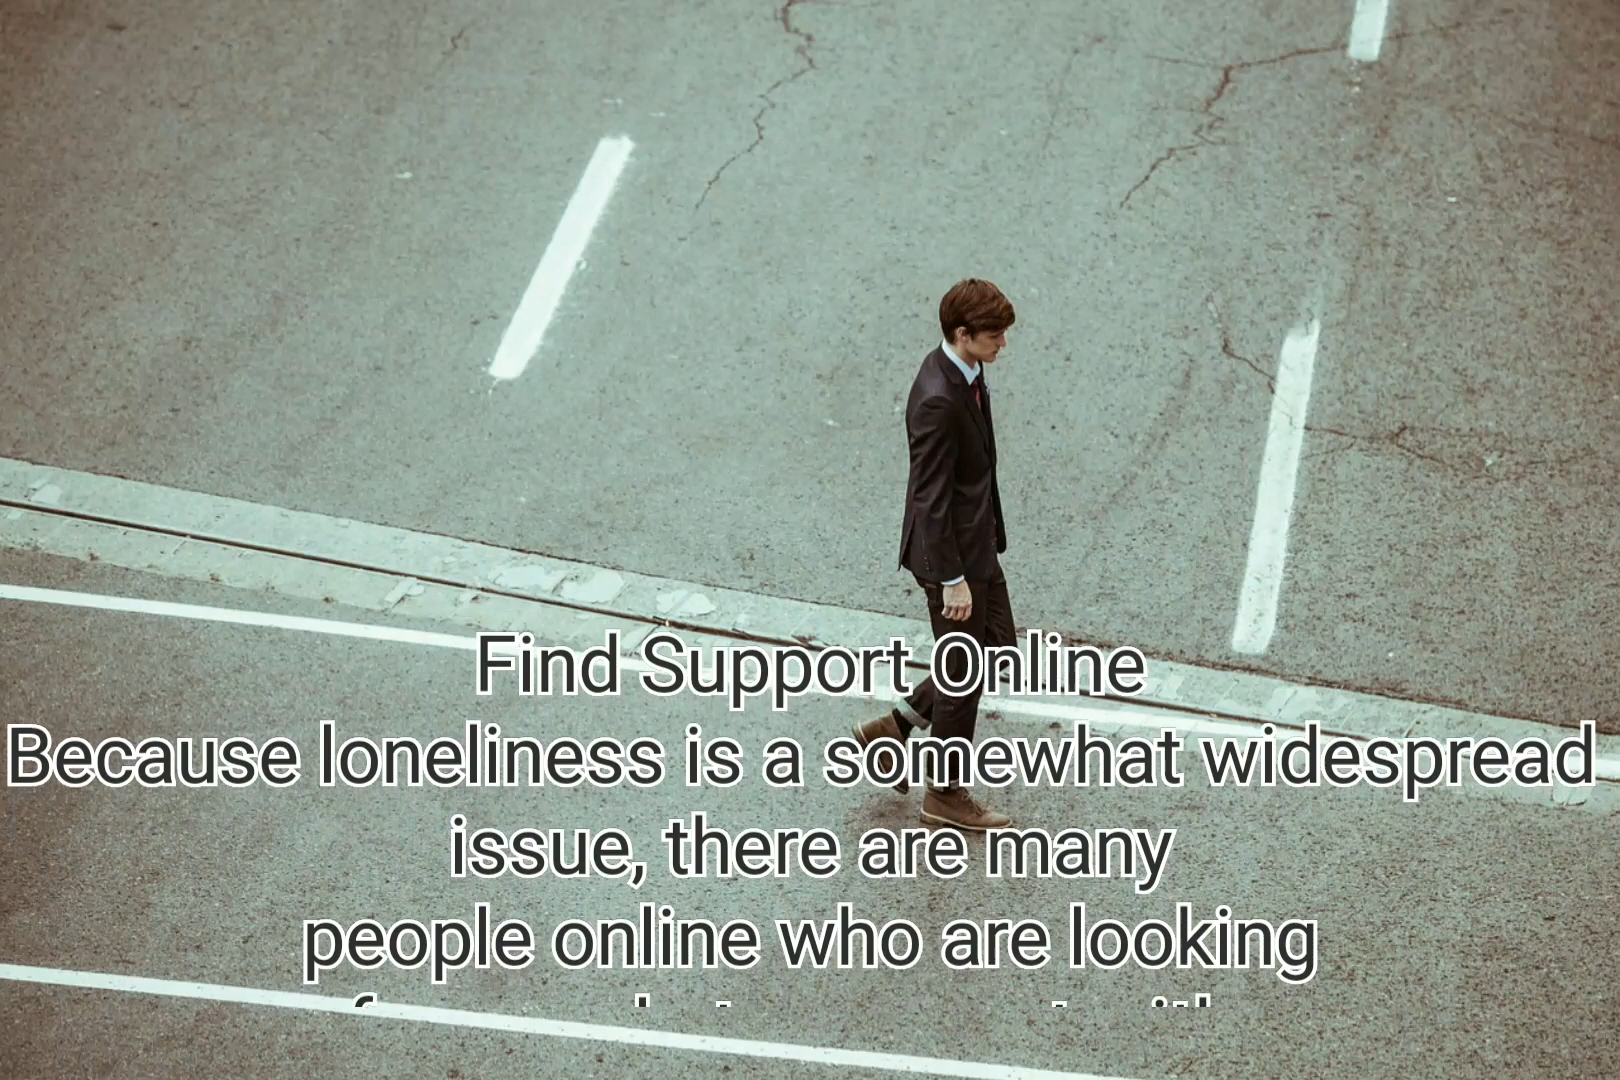 Find Support Online
Because loneliness is a somewhat widespread
issue, there are many
people online who are looking